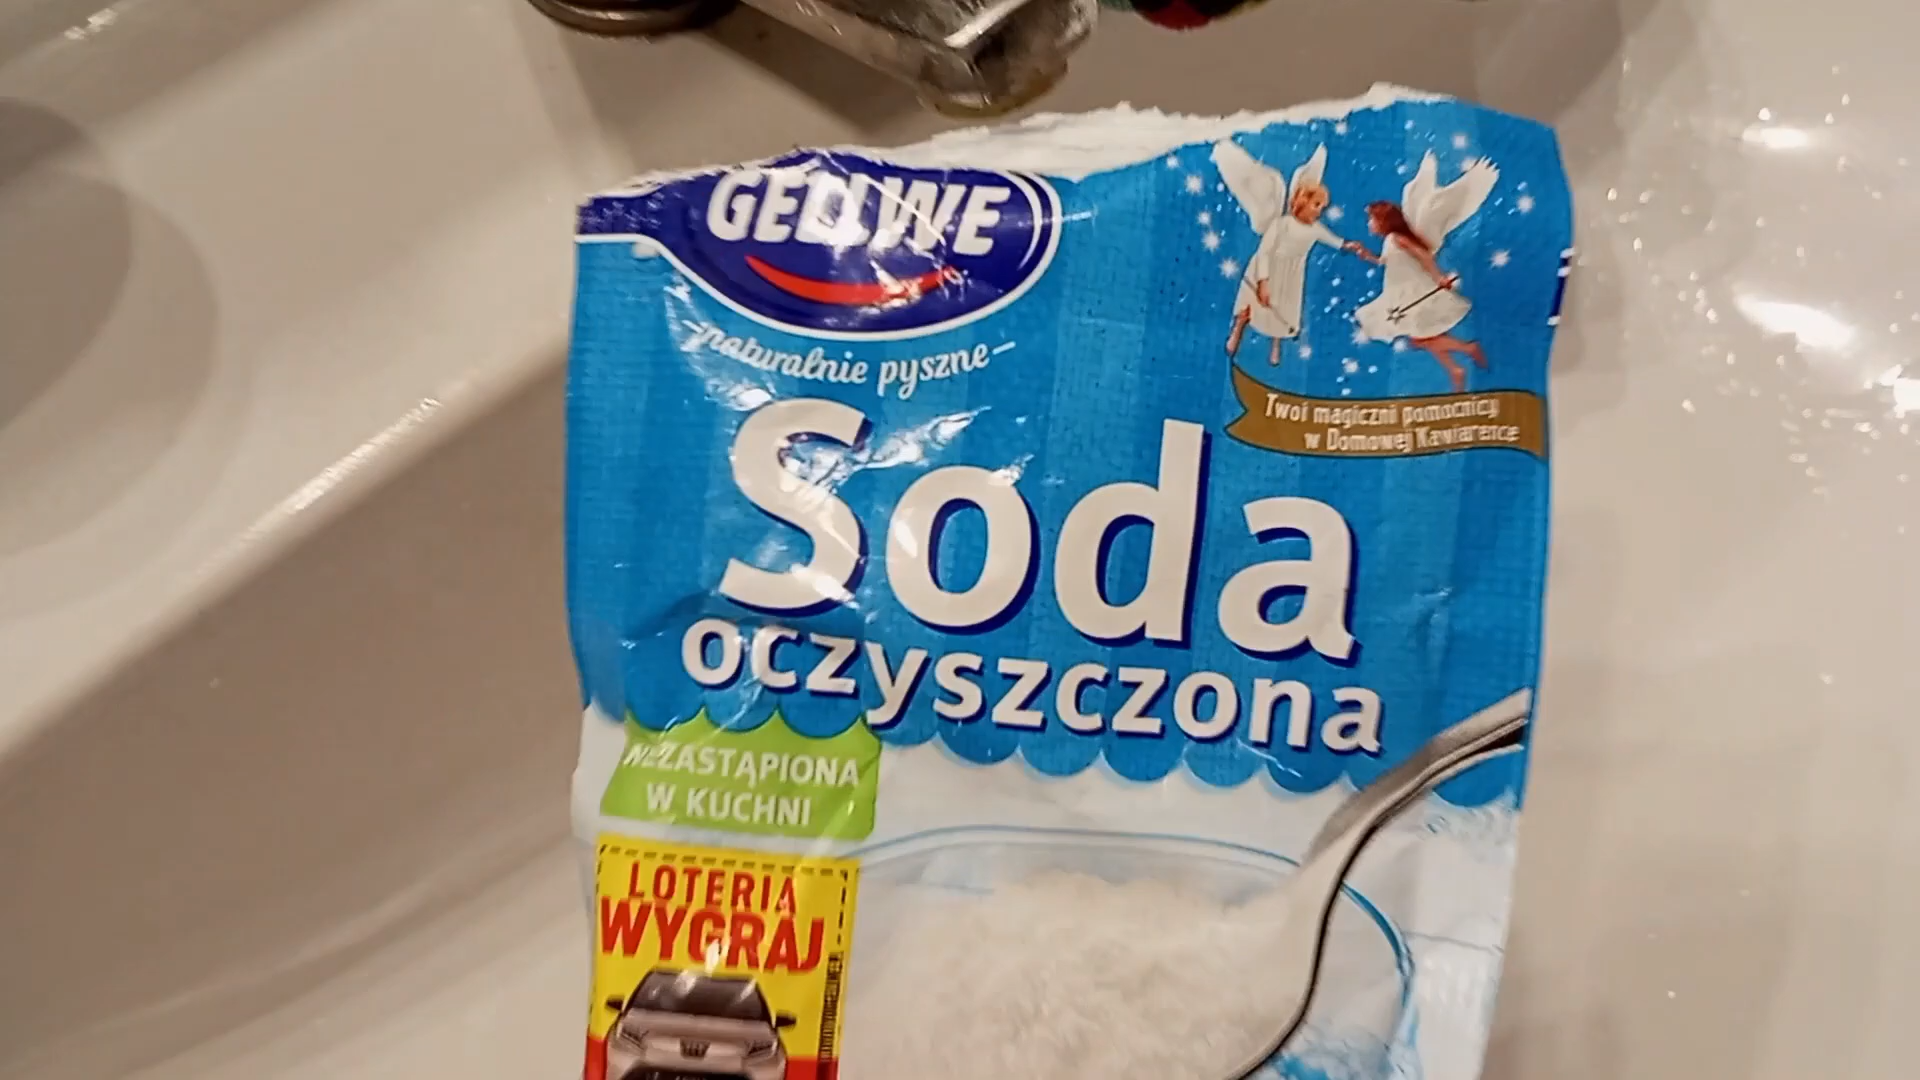 GELLWE
naturalnie pyszne
Twoi magiczni pomocnicy
w Domowej Kawiarence
Soda
oczyszczona
NIEZASTĄPIONA
W KUCHNI
LOTERIA
WYGRAJ